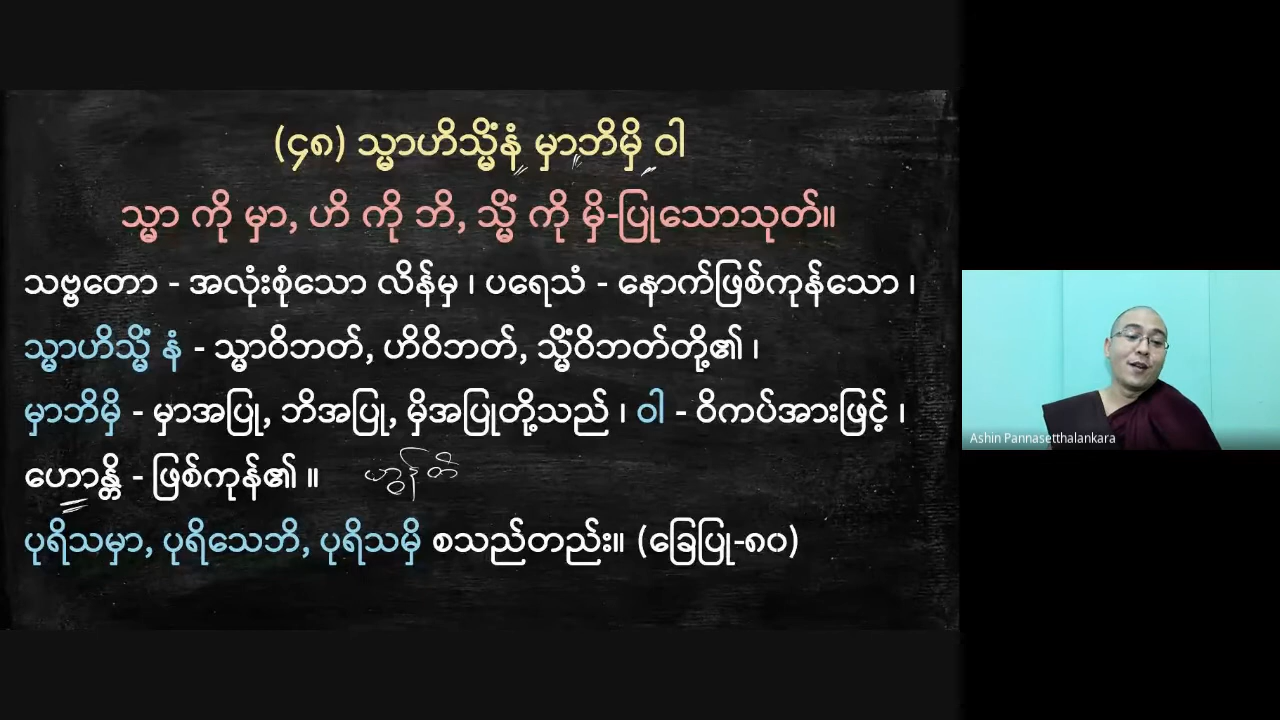 (၄၈) သ္မာဟိသ္မိံနံ မှာဘိမှိ ဝါ
သ္မာ ကို မှာ, ဟိ ကို ဘိ, သ္မိံ ကို မှိ-ပြုသောသုတ်။
သဗ္ဗတော - အလုံးစုံသော လိန်မှ ၊ ပရေသံ - နောက်ဖြစ်ကုန်သော ၊
သ္မာဟိသ္မိံ နံ - သ္မာဝိဘတ်, ဟိဝိဘတ်, သ္မိံဝိဘတ်တို့၏ ၊
မှာဘိမှိ - မှာအပြု, ဘိအပြု, မှိအပြုတို့သည် ၊ ဝါ - ဝိကပ်အားဖြင့် ၊
ဟောန္တိ - ဖြစ်ကုန်၏ ။
ပုရိသမှာ, ပုရိသေဘိ, ပုရိသမှိ စသည်တည်း။ (ခြေပြု-၈၀)
Ashin Pannasetthalankara